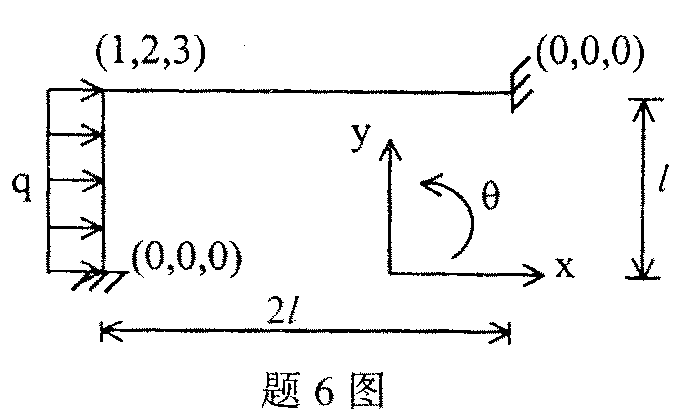 (1,2,3)
(0,0,0)
y
θ
l
q
(0,0,0)
x
2l
题 6 图